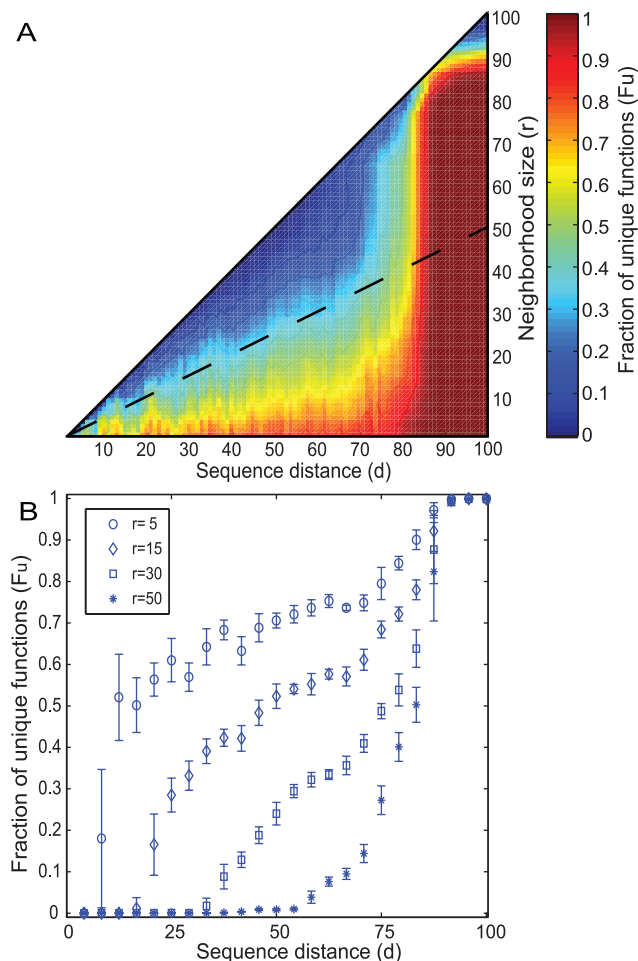 A
100
90
80
70
60
50
40
30
20
10
Neighborhood size (r)
10 20 30 40 50 60 70 80 90 100
Sequence distance (d)
1
0.9
0.8
0.7
0.6
0.5
0.4
0.3
0.2
0.1
0
Fraction of unique functions (Fu)
B
1
0.9
0.8
0.7
0.6
0.5
0.4
0.3
0.2
0.1
0
Fraction of unique functions (Fu)
r= 5
r=15
r=30
r=50
0 25 50 75 100
Sequence distance (d)